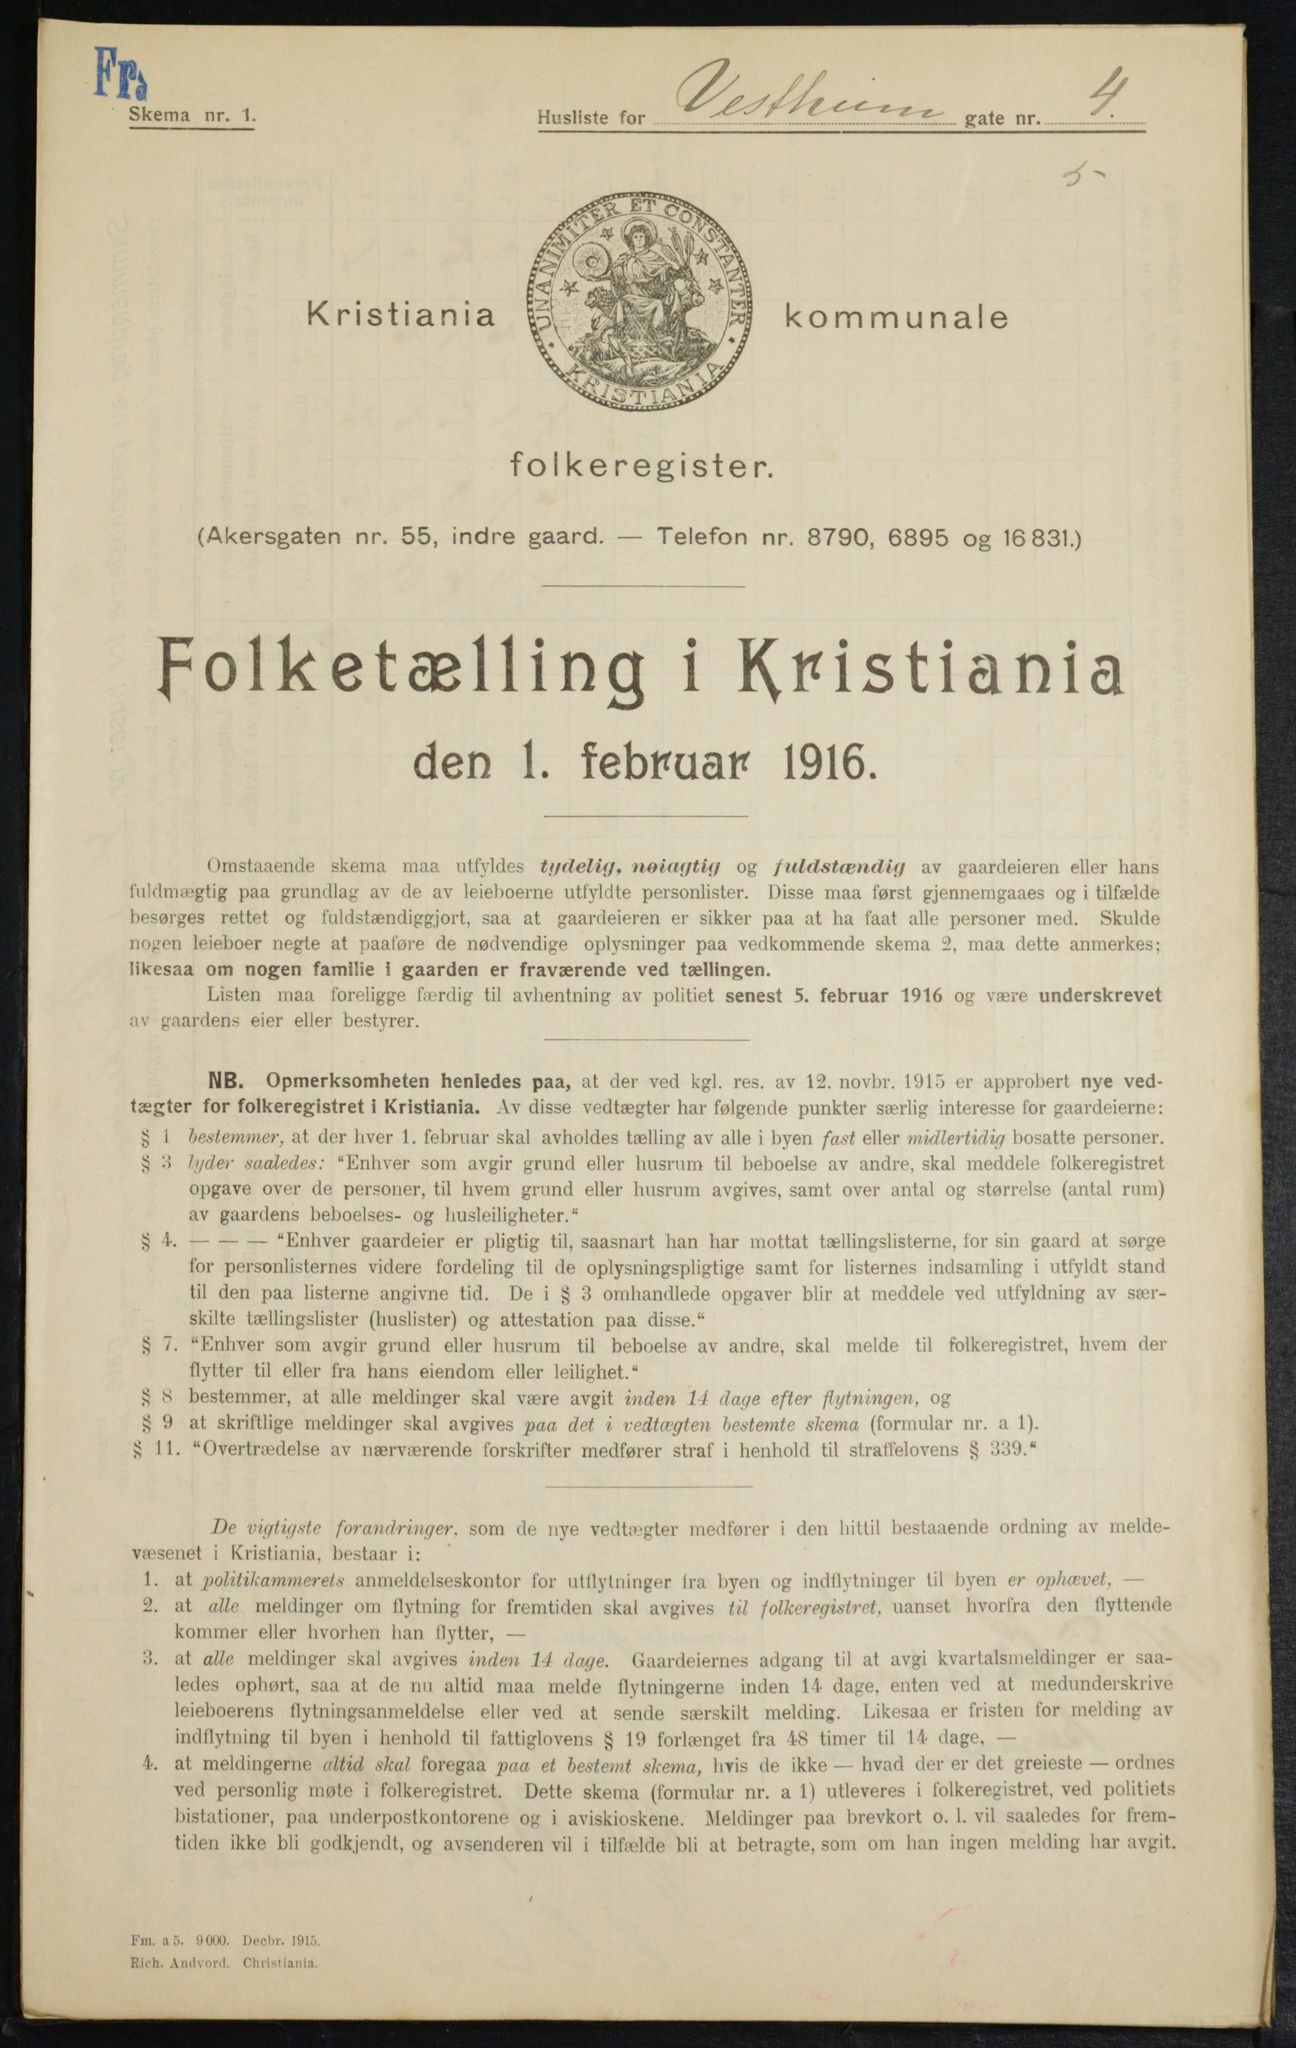 Fra
Skema nr. 1.
Husliste for Vestheim gate nr. 4.
5
UNANIMITER ET CONSTANTER
KRISTIANIA
Kristiania kommunale
folkeregister.
(Akersgaten nr. 55, indre gaard. — Telefon nr. 8790, 6895 og 16831.)
Folketælling i Kristiania
den 1. februar 1916.
Omstaaende skema maa utfyldes tydelig, nøiagtig og fuldstændig av gaardeieren eller hans
fuldmægtig paa grundlag av de av leieboerne utfyldte personlister. Disse maa først gjennemgaaes og i tilfælde
besørges rettet og fuldstændiggjort, saa at gaardeieren er sikker paa at ha faat alle personer med. Skulde
nogen leieboer negte at paaføre de nødvendige oplysninger paa vedkommende skema 2, maa dette anmerkes;
likesaa om nogen familie i gaarden er fraværende ved tællingen.
Listen maa foreligge færdig til avhentning av politiet senest 5. februar 1916 og være underskrevet
av gaardens eier eller bestyrer.
NB. Opmerksomheten henledes paa, at der ved kgl. res. av 12. novbr. 1915 er approbert nye ved-
tægter for folkeregistret i Kristiania. Av disse vedtægter har følgende punkter særlig interesse for gaardeierne:
§ 1 bestemmer, at der hver 1. februar skal avholdes tælling av alle i byen fast eller midlertidig bosatte personer.
§ 3 lyder saaledes: “Enhver som avgir grund eller husrum til beboelse av andre, skal meddele folkeregistret
opgave over de personer, til hvem grund eller husrum avgives, samt over antal og størrelse (antal rum)
av gaardens beboelses- og husleiligheter.“
§ 4. — — — “Enhver gaardeier er pligtig til, saasnart han har mottat tællingslisterne, for sin gaard at sørge
for personlisternes videre fordeling til de oplysningspligtige samt for listernes indsamling i utfyldt stand
til den paa listerne angivne tid. De i § 3 omhandlede opgaver blir at meddele ved utfyldning av sær-
skilte tællingslister (huslister) og attestation paa disse.“
§ 7. “Enhver som avgir grund eller husrum til beboelse av andre, skal melde til folkeregistret, hvem der
flytter til eller fra hans eiendom eller leilighet.“
§ 8 bestemmer, at alle meldinger skal være avgit inden 14 dage efter flytningen, og
§ 9 at skriftlige meldinger skal avgives paa det i vedtægten bestemte skema (formular nr. a 1).
§ 11. “Overtrædelse av nærværende forskrifter medfører straf i henhold til straffelovens § 339.“
De vigtigste forandringer, som de nye vedtægter medfører i den hittil bestaaende ordning av melde-
væsenet i Kristiania, bestaar i:
1. at politikammerets anmeldelseskontor for utflytninger fra byen og indflytninger til byen er ophævet, —
2. at alle meldinger om flytning for fremtiden skal avgives til folkeregistret, uanset hvorfra den flyttende
kommer eller hvorhen han flytter, —
3. at alle meldinger skal avgives inden 14 dage. Gaardeiernes adgang til at avgi kvartalsmeldinger er saa-
ledes ophørt, saa at de nu altid maa melde flytningerne inden 14 dage, enten ved at medunderskrive
leieboerens flytningsanmeldelse eller ved at sende særskilt melding. Likesaa er fristen for melding av
indflytning til byen i henhold til fattiglovens § 19 forlænget fra 48 timer til 14 dage, —
4. at meldingerne altid skal foregaa paa et bestemt skema, hvis de ikke — hvad der er det greieste — ordnes
ved personlig møte i folkeregistret. Dette skema (formular nr. a 1) utleveres i folkeregistret, ved politiets
bistationer, paa underpostkontorene og i aviskioskene. Meldinger paa brevkort o. l. vil saaledes for frem-
tiden ikke bli godkjendt, og avsenderen vil i tilfælde bli at betragte, som om han ingen melding har avgit.
Fm. a 5. 9000. Decbr. 1915.
Rich. Andvord. Christiania.